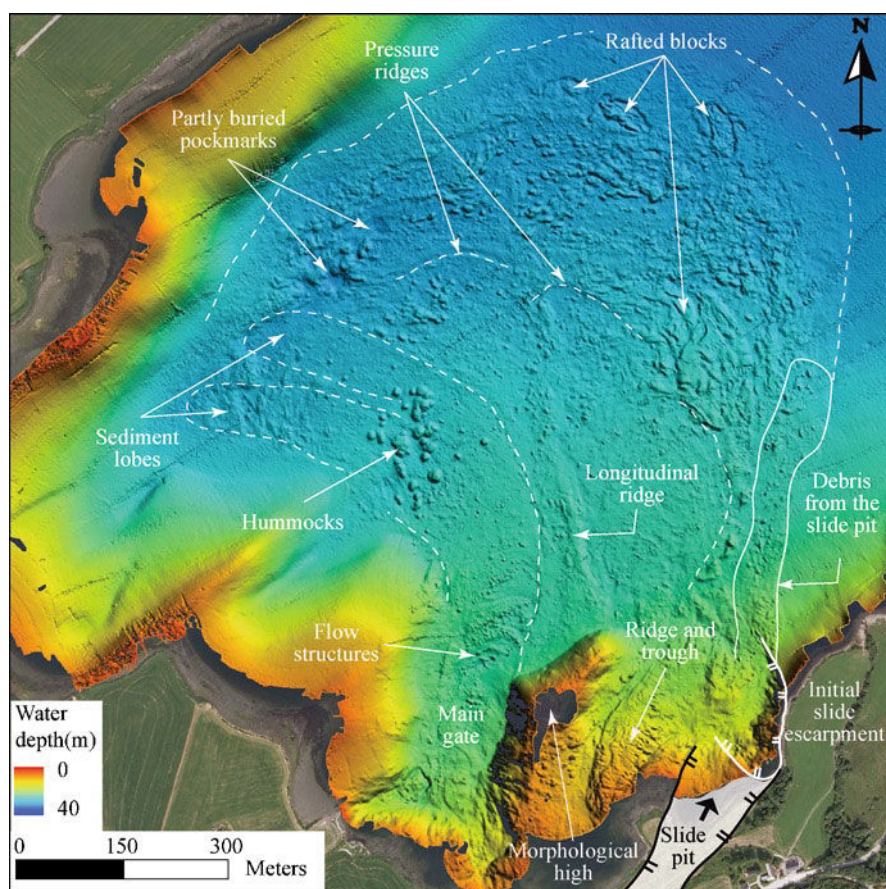 N
Pressure
ridges
Rafted blocks
Partly buried
pockmarks
Sediment
lobes
Hummocks
Longitudinal
ridge
Debris
from the
slide pit
Flow
structures
Ridge and
trough
Main
gate
Initial
slide
escarpment
Water
depth(m)
0
40
0 150 300
Meters
Morphological
high
Slide
pit